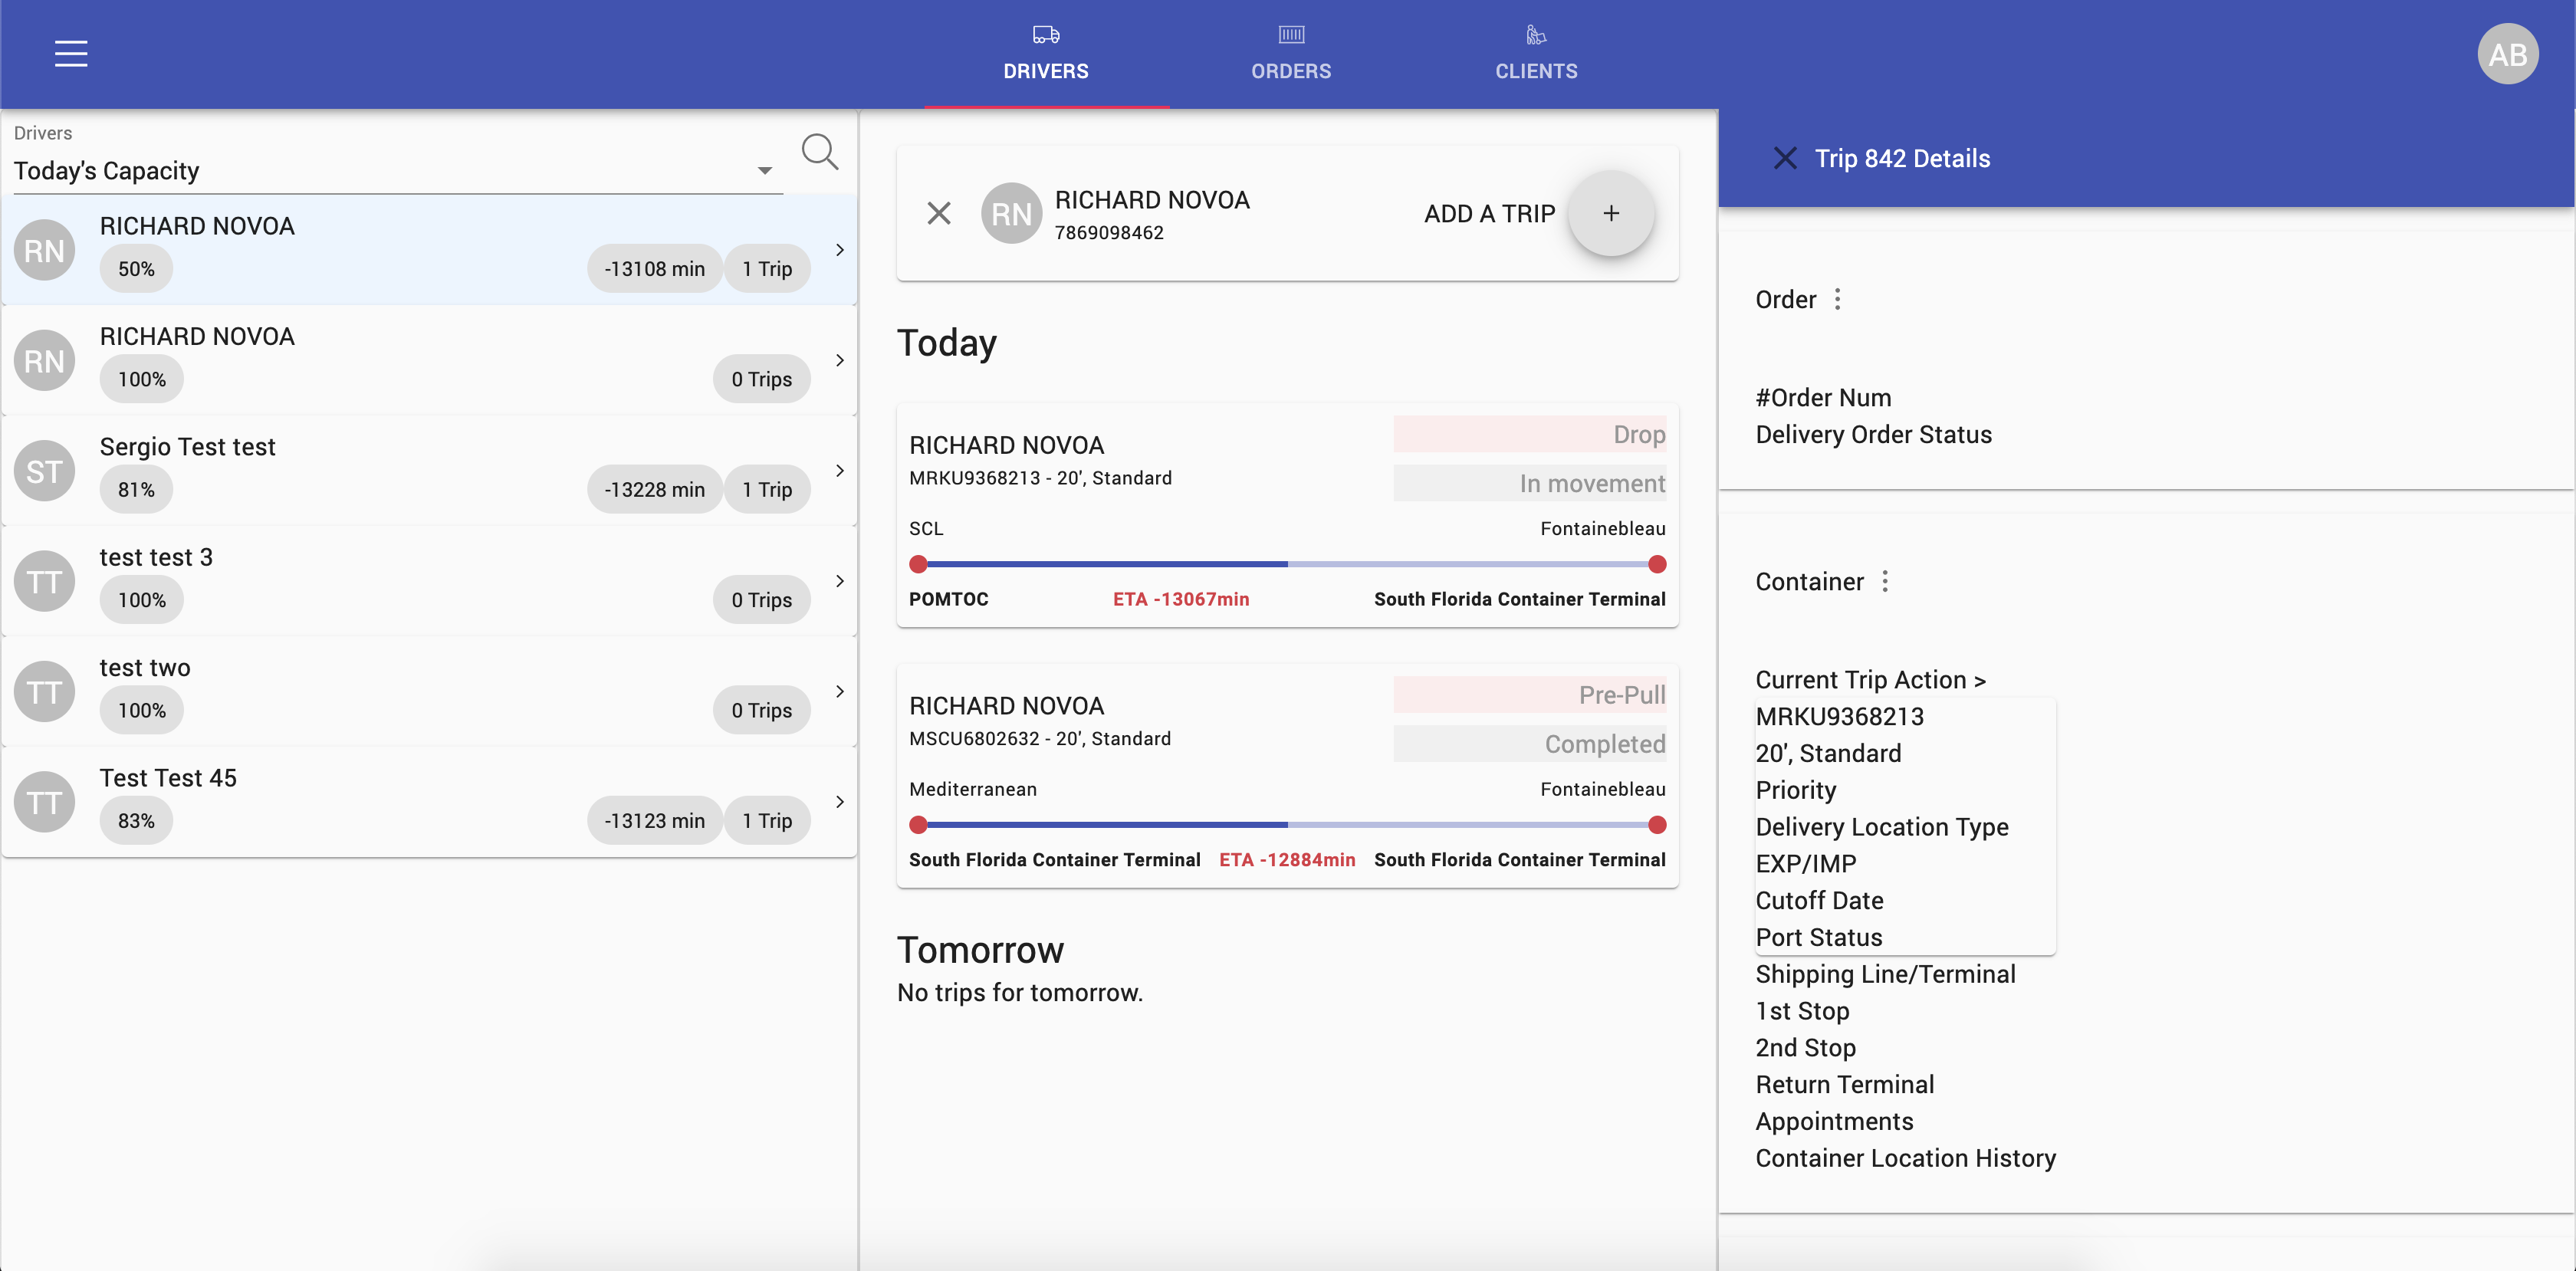 DRIVERS
ORDERS
CLIENTS
AB
Drivers
Today's Capacity
RN
RICHARD NOVOA
50%
-13108 min
1 Trip
RN
RICHARD NOVOA
100%
0 Trips
ST
Sergio Test test
81%
-13228 min
1 Trip
TT
test test 3
100%
0 Trips
TT
test two
100%
0 Trips
TT
Test Test 45
83%
-13123 min
1 Trip
RN
RICHARD NOVOA
7869098462
ADD A TRIP
+
Today
RICHARD NOVOA
MRKU9368213 - 20', Standard
Drop
In movement
SCL
Fontainebleau
POMTOC
ETA -13067min
South Florida Container Terminal
RICHARD NOVOA
MSCU6802632 - 20', Standard
Pre-Pull
Completed
Mediterranean
Fontainebleau
South Florida Container Terminal
ETA -12884min
South Florida Container Terminal
Tomorrow
No trips for tomorrow.
Trip 842 Details
Order
#Order Num
Delivery Order Status
Container
Current Trip Action >
MRKU9368213
20', Standard
Priority
Delivery Location Type
EXP/IMP
Cutoff Date
Port Status
Shipping Line/Terminal
1st Stop
2nd Stop
Return Terminal
Appointments
Container Location History